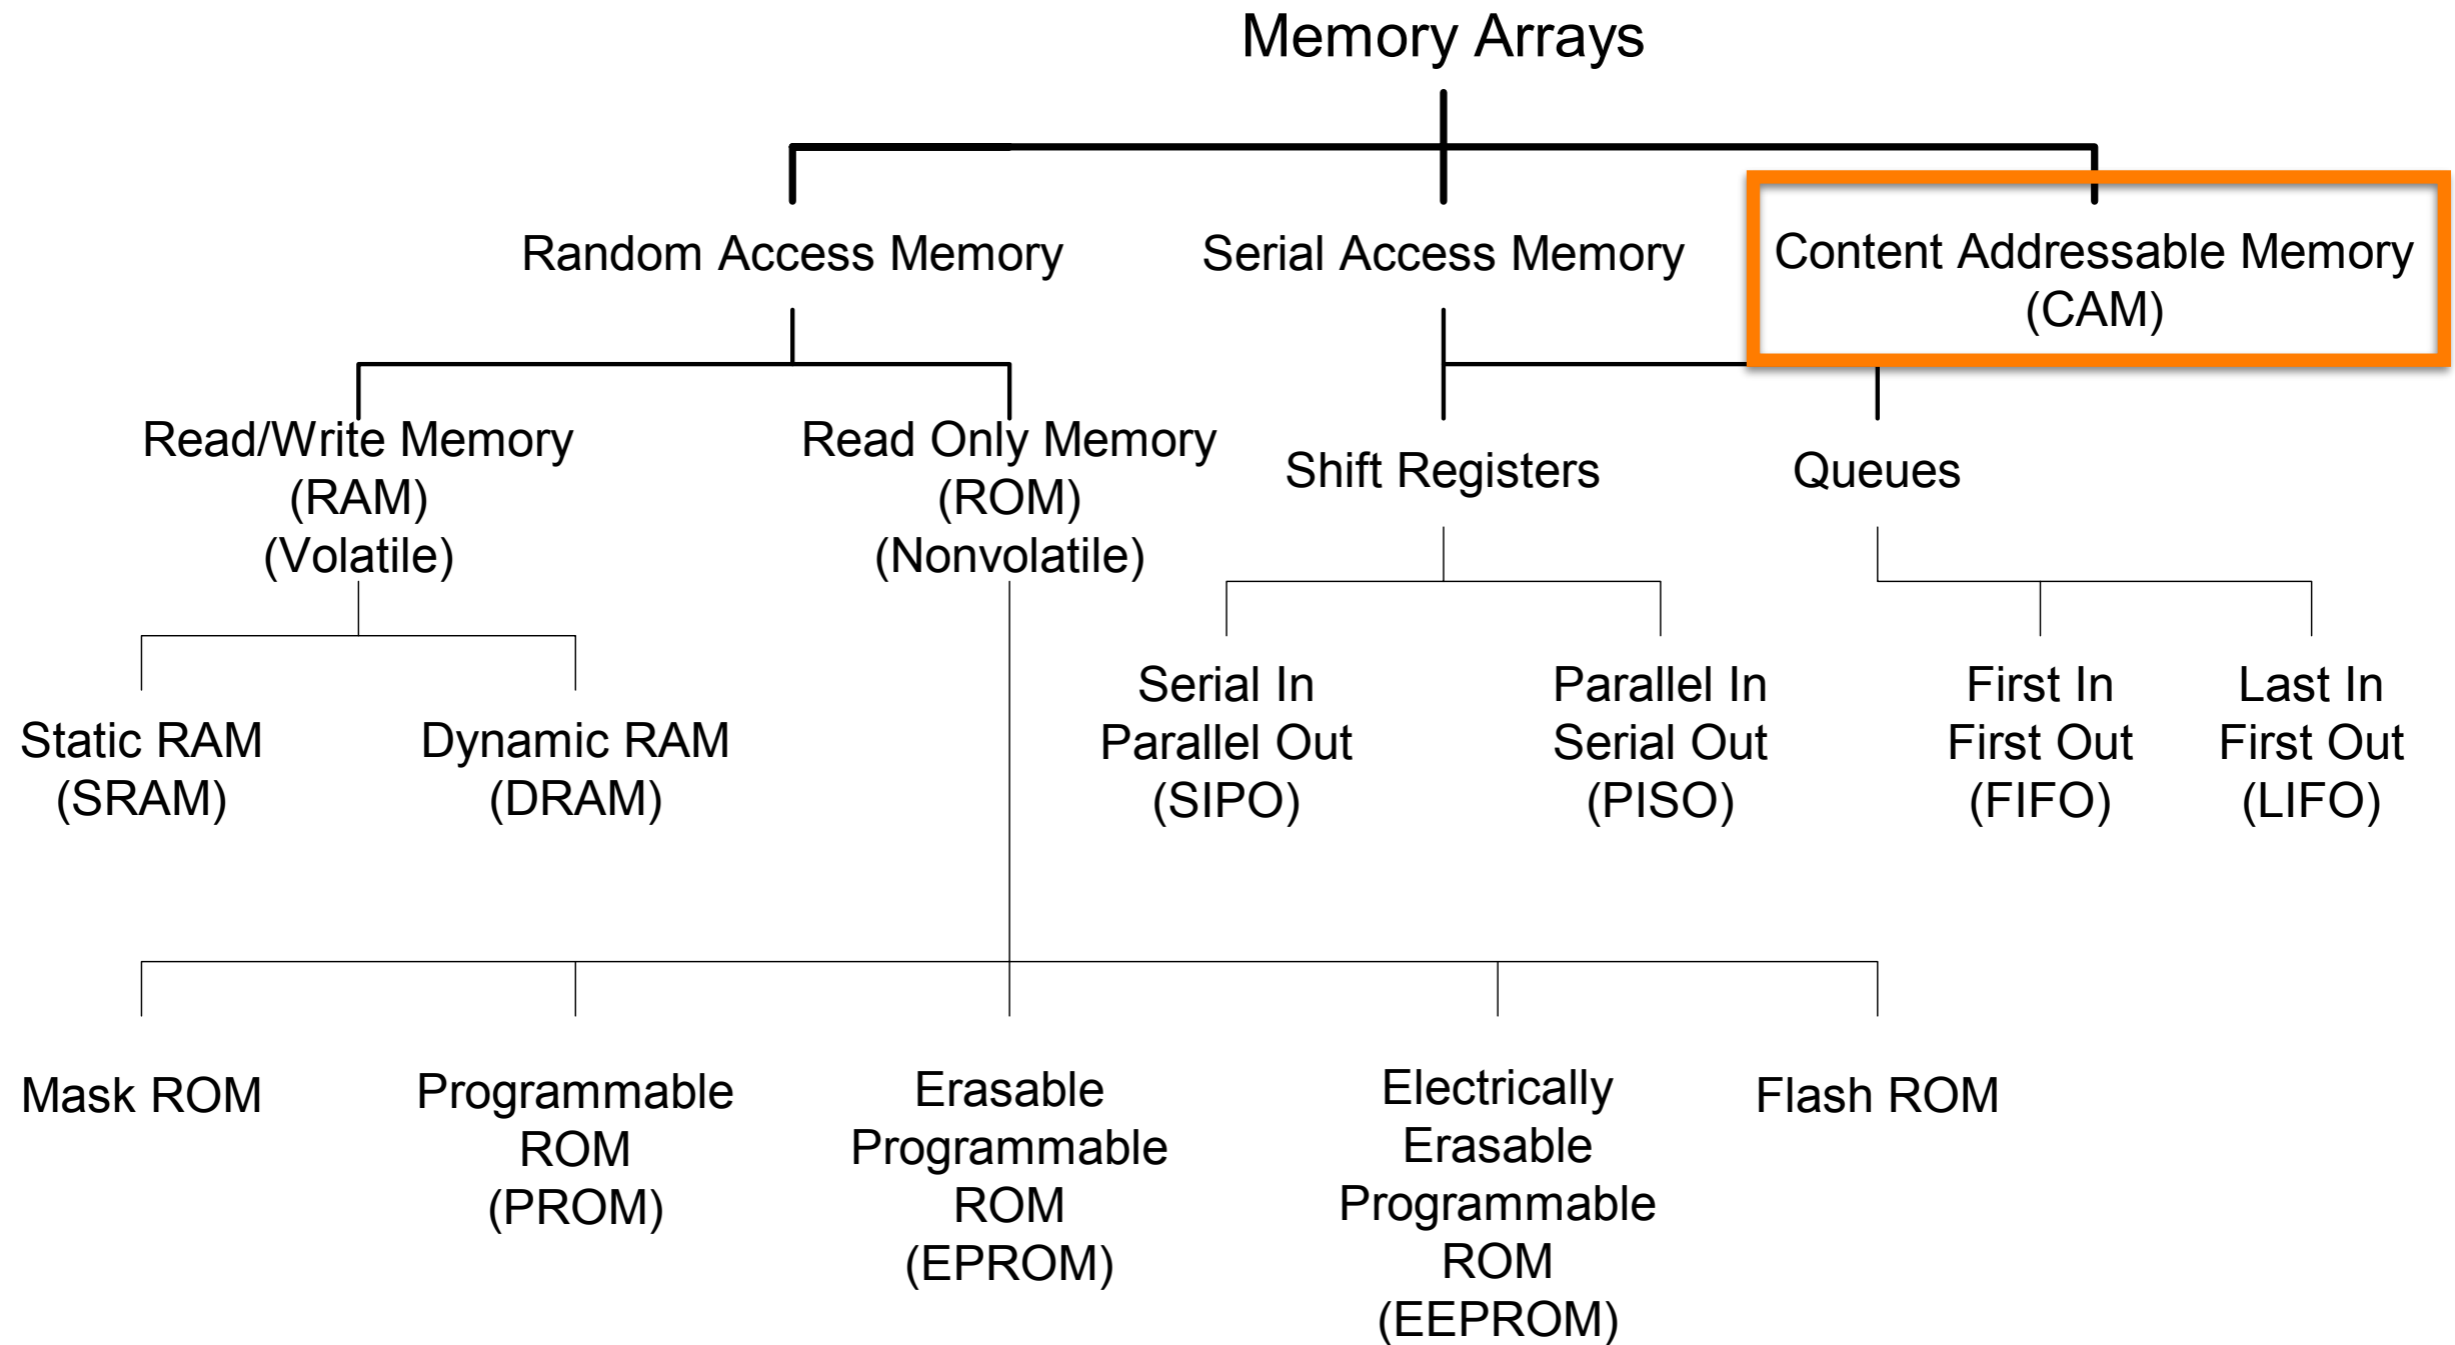 Memory Arrays
Random Access Memory
Serial Access Memory
Content Addressable Memory
(CAM)
Read/Write Memory
(RAM)
(Volatile)
Read Only Memory
(ROM)
(Nonvolatile)
Shift Registers
Queues
Static RAM
(SRAM)
Dynamic RAM
(DRAM)
Serial In
Parallel Out
(SIPO)
Parallel In
Serial Out
(PISO)
First In
First Out
(FIFO)
Last In
First Out
(LIFO)
Mask ROM
Programmable
ROM
(PROM)
Erasable
Programmable
ROM
(EPROM)
Electrically
Erasable
Programmable
ROM
(EEPROM)
Flash ROM